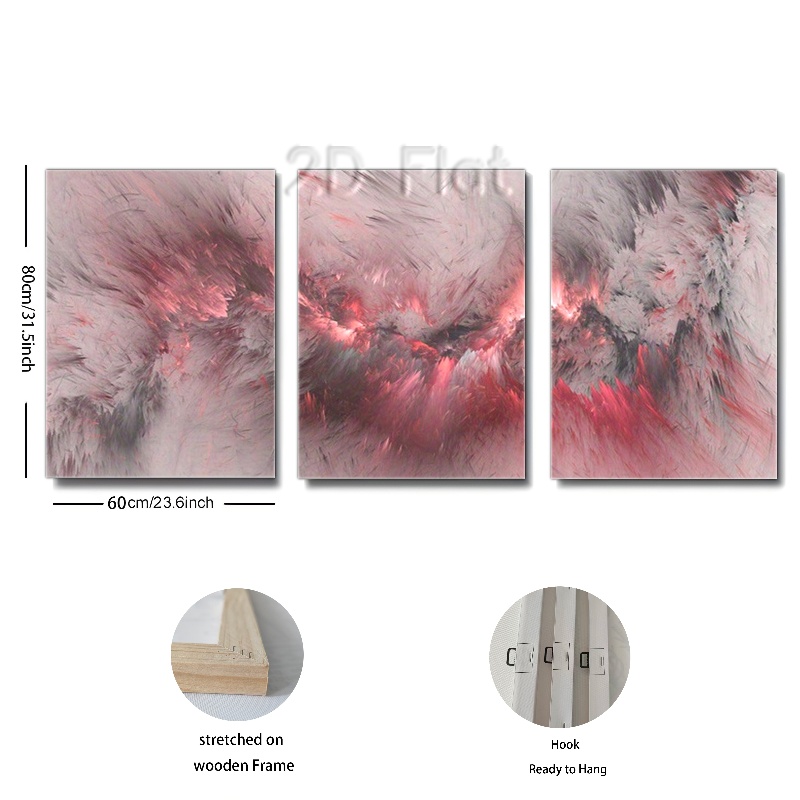 2D Flat
80cm/31.5inch
60cm/23.6inch
stretched on
wooden Frame
Hook
Ready to Hang